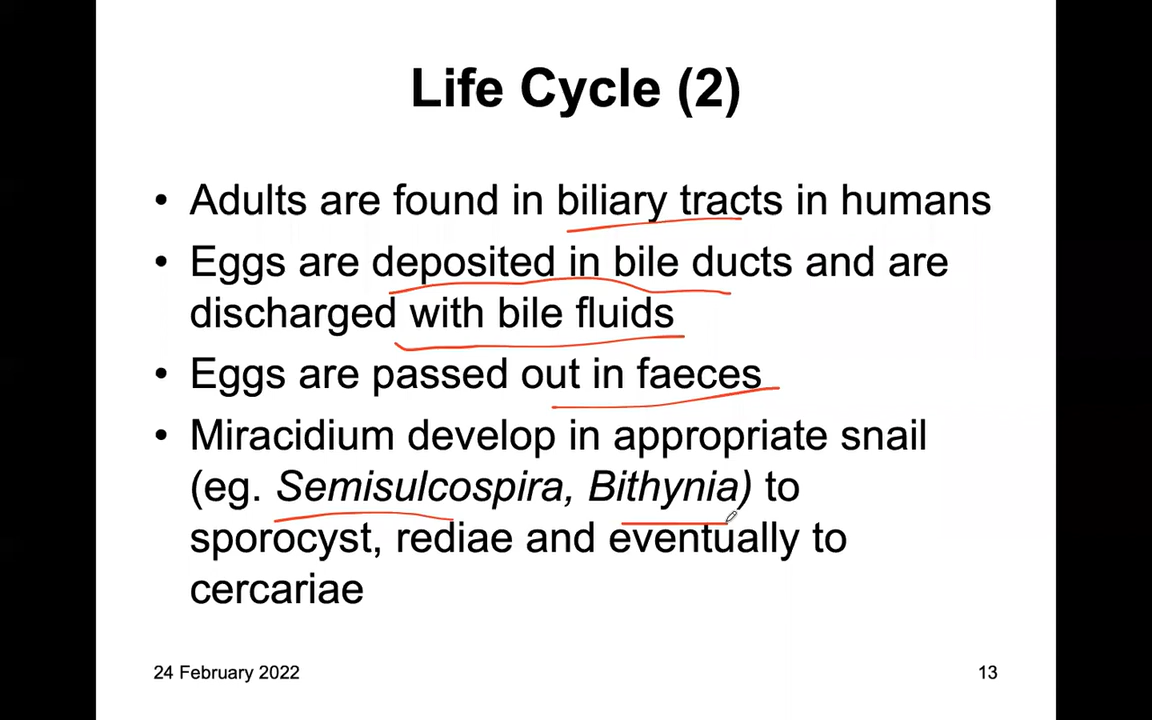 Life Cycle (2)
• Adults are found in biliary tracts in humans
• Eggs are deposited in bile ducts and are
discharged with bile fluids
• Eggs are passed out in faeces
• Miracidium develop in appropriate snail
(eg. Semisulcospira, Bithynia) to
sporocyst, rediae and eventually to
cercariae
24 February 2022
13